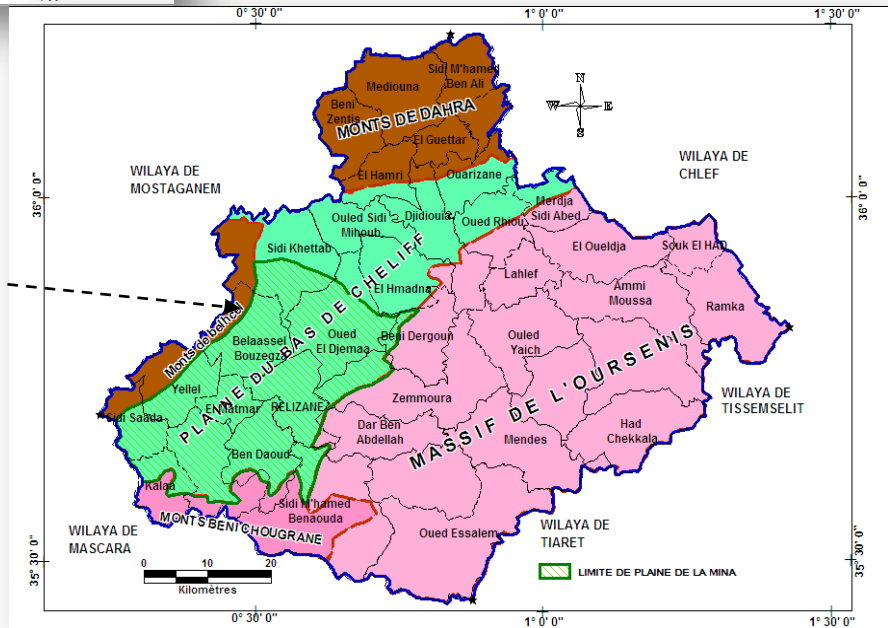 0° 30' 0"
1° 0' 0"
1° 30' 0"
Sidi M'hamed
Ben Ali
Mediouna
Beni
Zentis
MONTS DE DAHRA
El Guettar
N
W
E
S
WILAYA DE
MOSTAGANEM
WILAYA DE
CHLEF
El Hamri
Ouarizane
36° 0' 0"
36° 0' 0"
Merdja
Sidi Abed
Ouled Sidi
Mihoub
Djidiouia
Oued Rhiou
Sidi Khettab
El Oueldja
Souk El HAD
El Hmadna
Lahlef
Ammi
Moussa
Ramka
Monts de belhcel
Belaassel
Bouzegza
Oued
El Djemaa
Beni Dergoun
Ouled
Yaich
PLAINE DU BAS DE CHELIFF
MASSIF DE L'OURSENIS
Yellel
Zemmoura
WILAYA DE
TISSEMSELIT
Sidi Saada
El Matmar
RELIZANE
Dar Ben
Abdellah
Mendes
Had
Chekkala
Ben Daoud
Kalaa
Sidi M'hamed
Benaouda
MONTS BENI CHOUGRANE
Oued Essalem
WILAYA DE
MASCARA
WILAYA DE
TIARET
35° 30' 0"
35° 30' 0"
0 10 20
Kilomètres
LIMITE DE PLAINE DE LA MINA
0° 30' 0"
1° 0' 0"
1° 30' 0"